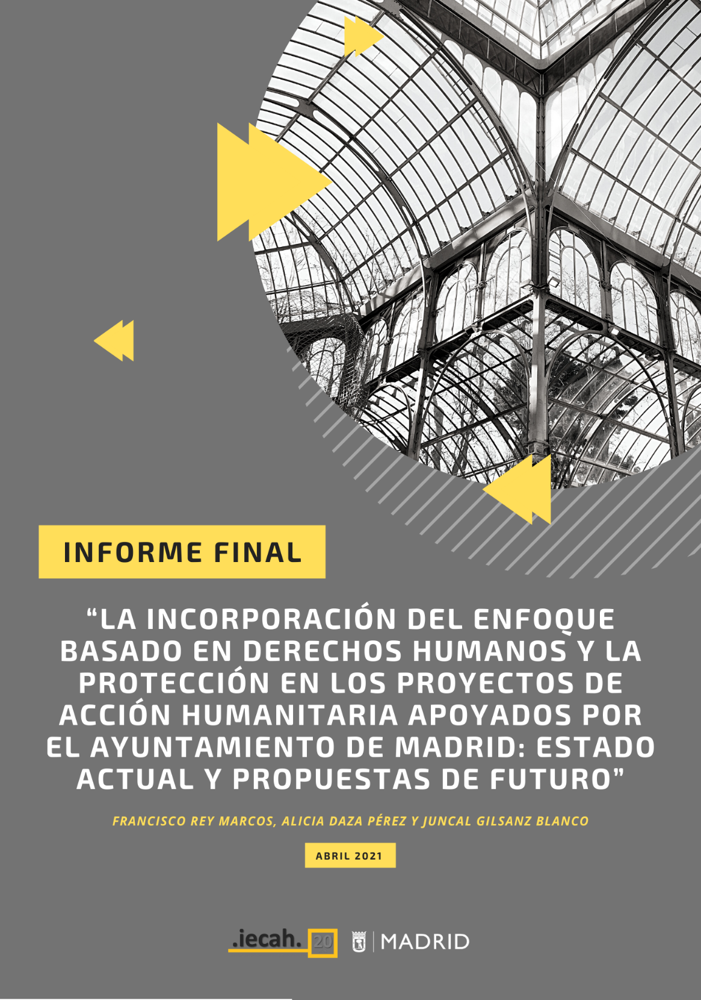 INFORME FINAL
“LA INCORPORACIÓN DEL ENFOQUE
BASADO EN DERECHOS HUMANOS Y LA
PROTECCIÓN EN LOS PROYECTOS DE
ACCIÓN HUMANITARIA APOYADOS POR
EL AYUNTAMIENTO DE MADRID: ESTADO
ACTUAL Y PROPUESTAS DE FUTURO”
FRANCISCO REY MARCOS, ALICIA DAZA PÉREZ Y JUNCAL GILSANZ BLANCO
ABRIL 2021
.iecah. 20 MADRID